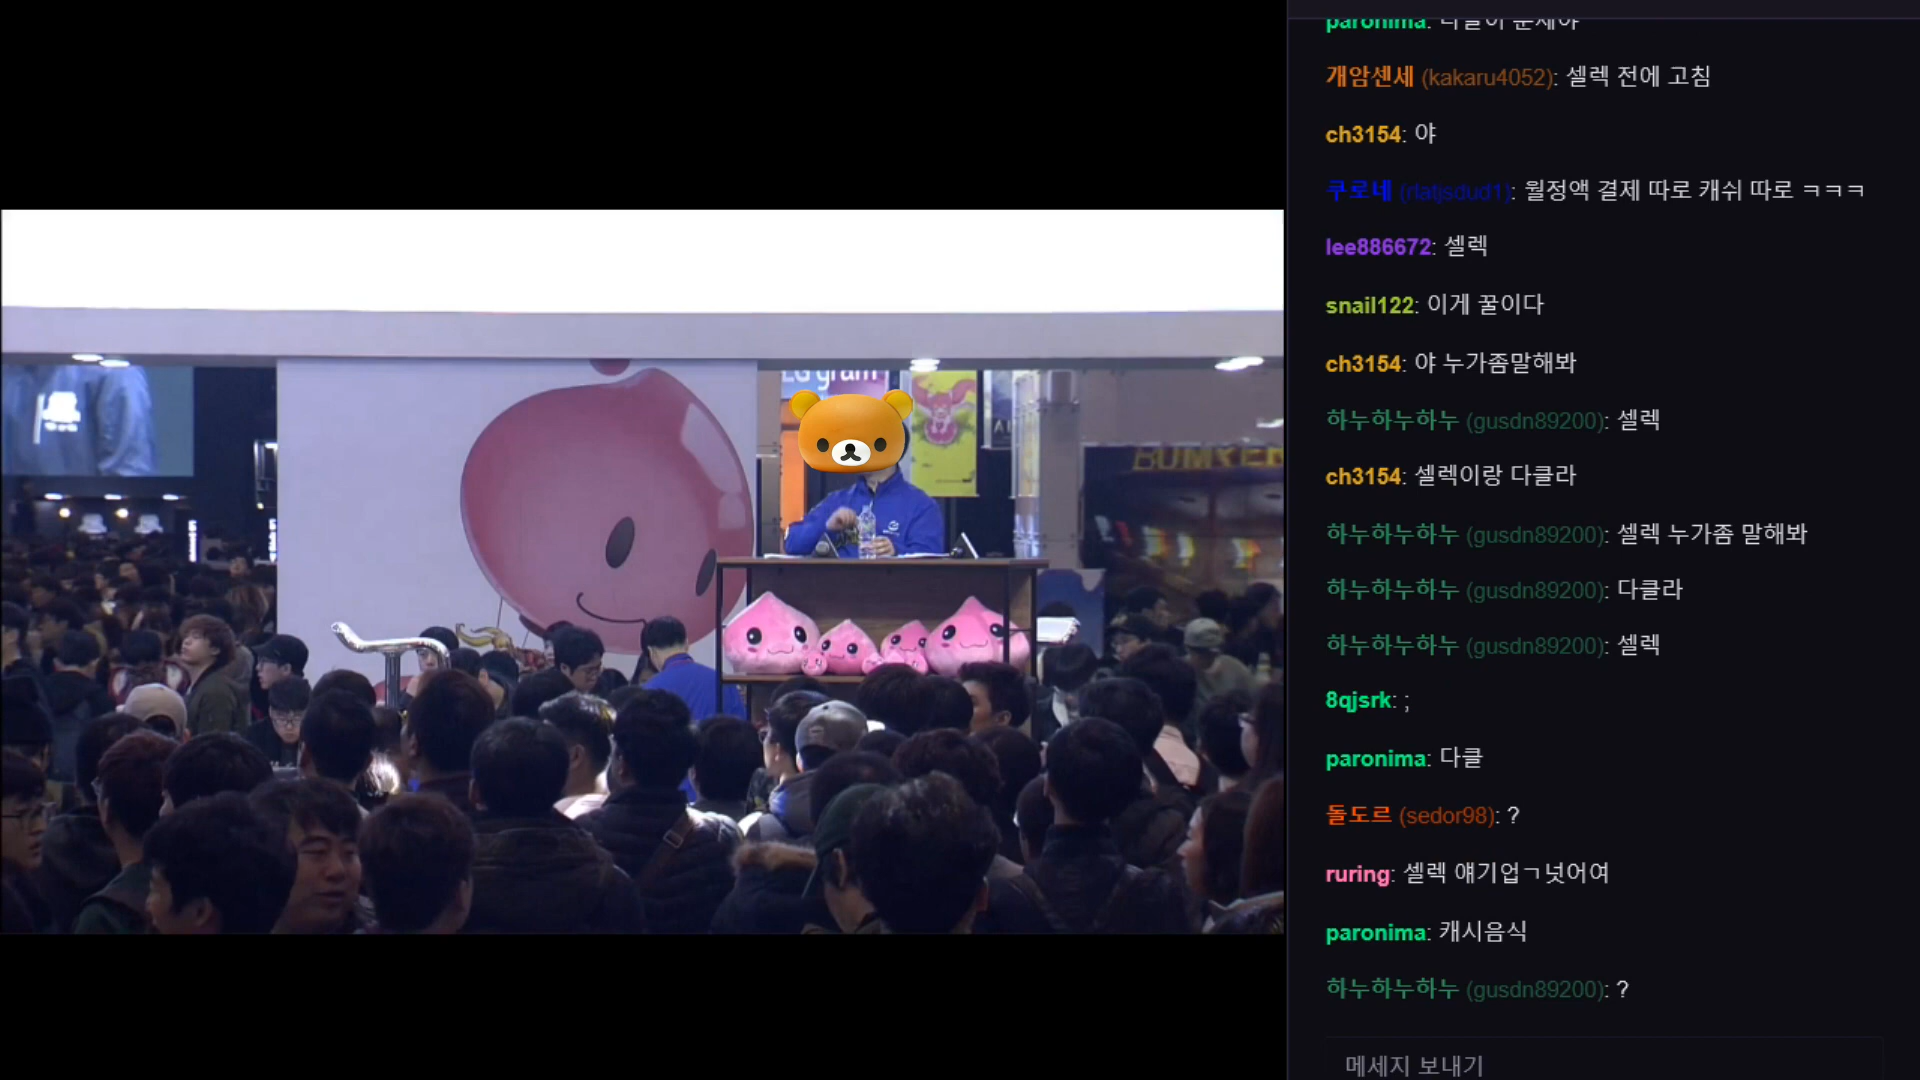 LG gram
BUMPER
paronima:
개암센세 (kakaru4052): 셀렉 전에 고침
ch3154: 야
쿠로네 (rlatjsdud1): 월정액 결제 따로 캐쉬 따로 ㅋㅋㅋ
lee886672: 셀렉
snail122: 이게 꿀이다
ch3154: 야 누가좀말해봐
하누하누하누 (gusdn89200): 셀렉
ch3154: 셀렉이랑 다클라
하누하누하누 (gusdn89200): 셀렉 누가좀 말해봐
하누하누하누 (gusdn89200): 다클라
하누하누하누 (gusdn89200): 셀렉
8qjsrk: ;
paronima: 다클
돌도르 (sedor98): ?
ruring: 셀렉 얘기업ㄱ넛어여
paronima: 캐시음식
하누하누하누 (gusdn89200): ?
메세지 보내기